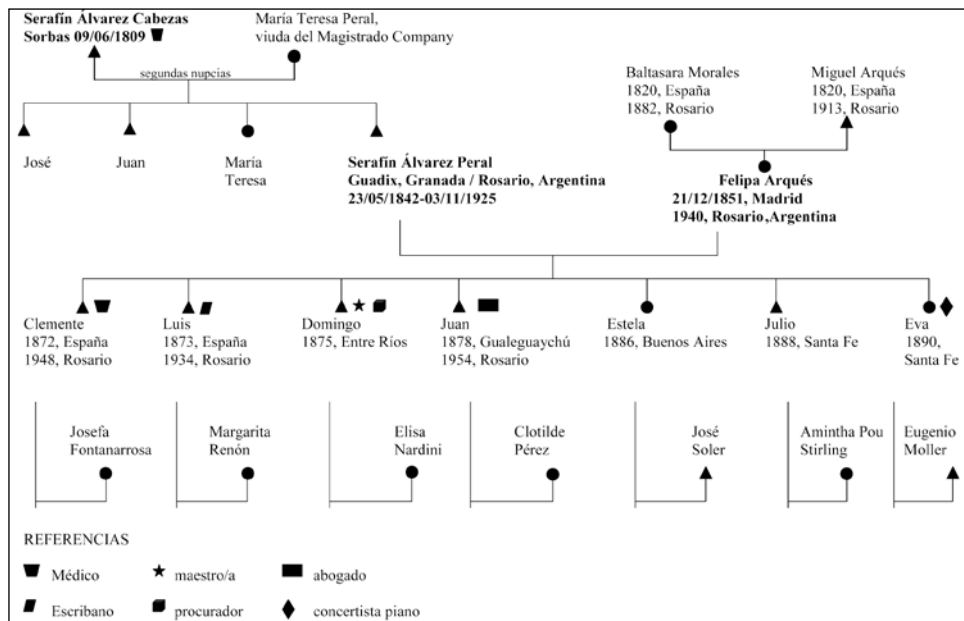 Serafín Álvarez Cabezas
Sorbas 09/06/1809
María Teresa Peral,
viuda del Magistrado Company
segundas nupcias
Baltasara Morales
1820, España
1882, Rosario
Miguel Arqués
1820, España
1913, Rosario
José
Juan
María
Teresa
Serafín Álvarez Peral
Guadix, Granada / Rosario, Argentina
23/05/1842-03/11/1925
Felipa Arqués
21/12/1851, Madrid
1940, Rosario,Argentina
Clemente
1872, España
1948, Rosario
Luis
1873, España
1934, Rosario
Domingo
1875, Entre Ríos
Juan
1878, Gualeguaychú
1954, Rosario
Estela
1886, Buenos Aires
Julio
1888, Santa Fe
Eva
1890,
Santa Fe
Josefa
Fontanarrosa
Margarita
Renón
Elisa
Nardini
Clotilde
Pérez
José
Soler
Amintha Pou
Stirling
Eugenio
Moller
REFERENCIAS
Médico
maestro/a
abogado
Escribano
procurador
concertista piano